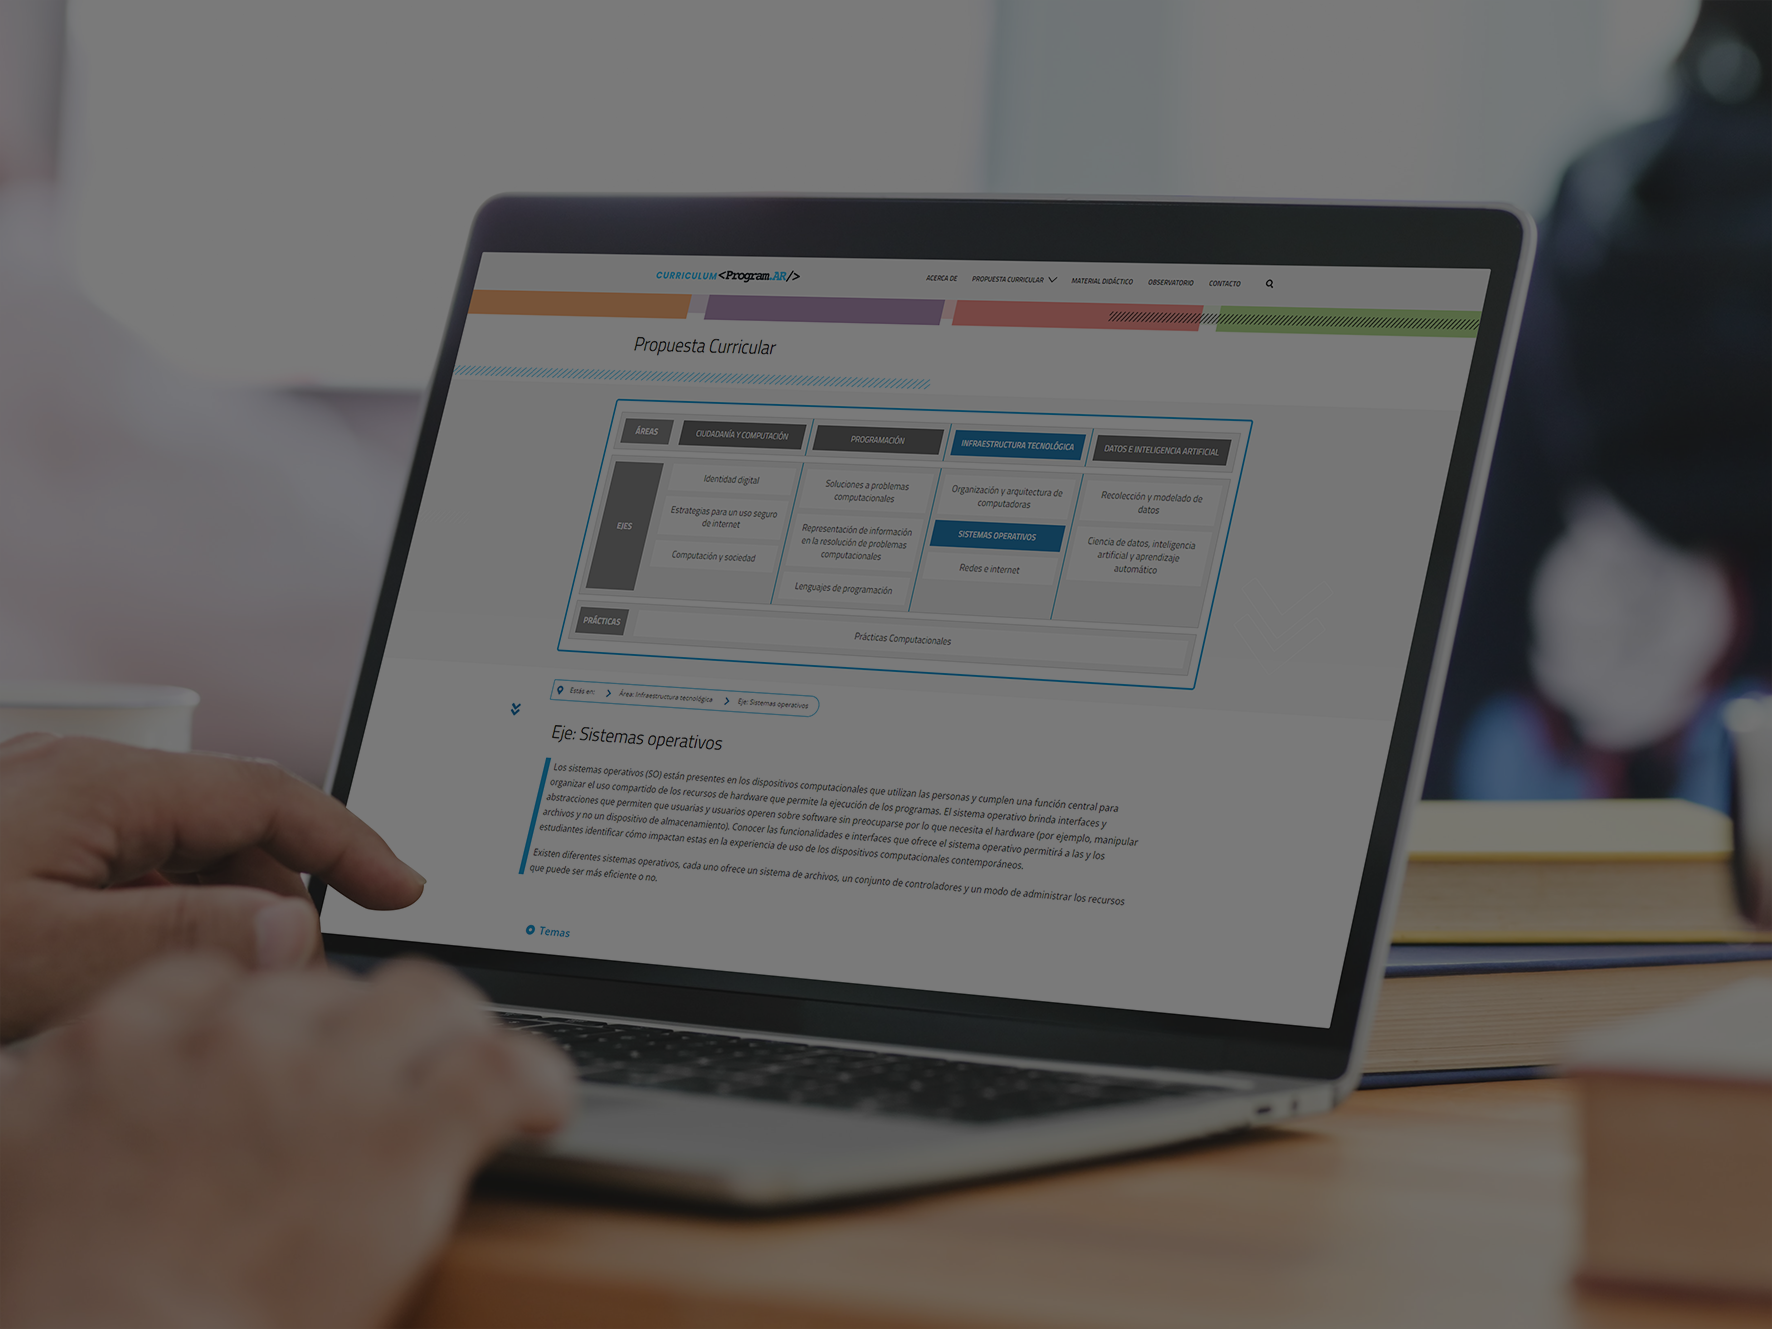 CURRICULUM<Program.AR/>
ACERCA DE PROPUESTA CURRICULAR MATERIAL DIDÁCTICO OBSERVATORIO CONTACTO
Propuesta Curricular
ÁREAS
CIUDADANÍA Y COMPUTACIÓN
PROGRAMACIÓN
INFRAESTRUCTURA TECNOLÓGICA
DATOS E INTELIGENCIA ARTIFICIAL
EJES
Identidad digital
Estrategias para un uso seguro
de internet
Computación y sociedad
Soluciones a problemas
computacionales
Representación de información
en la resolución de problemas
computacionales
Lenguajes de programación
Organización y arquitectura de
computadoras
SISTEMAS OPERATIVOS
Redes e internet
Recolección y modelado de
datos
Ciencia de datos, inteligencia
artificial y aprendizaje
automático
PRÁCTICAS
Prácticas Computacionales
Estás en: Área: Infraestructura tecnológica Eje: Sistemas operativos
Eje: Sistemas operativos
Los sistemas operativos (SO) están presentes en los dispositivos computacionales que utilizan las personas y cumplen una función central para
organizar el uso compartido de los recursos de hardware que permite la ejecución de los programas. El sistema operativo brinda interfaces y
abstracciones que permiten que usuarias y usuarios operen sobre software sin preocuparse por lo que necesita el hardware (por ejemplo, manipular
archivos y no un dispositivo de almacenamiento). Conocer las funcionalidades e interfaces que ofrece el sistema operativo permitirá a las y los
estudiantes identificar cómo impactan estas en la experiencia de uso de los dispositivos computacionales contemporáneos.
Existen diferentes sistemas operativos, cada uno ofrece un sistema de archivos, un conjunto de controladores y un modo de administrar los recursos
que puede ser más eficiente o no.
Temas